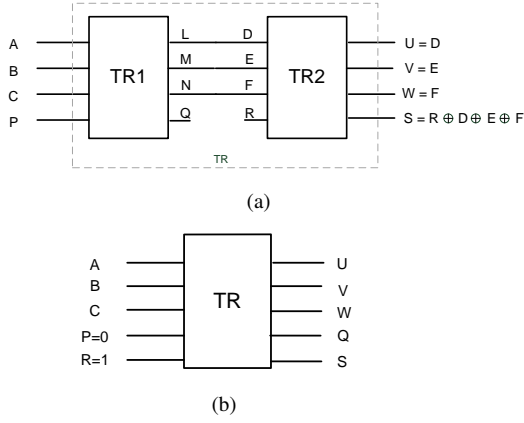 A L D U = D
B M E V = E
TR1 TR2
C N F W = F
P Q R S = R ⊕ D ⊕ E ⊕ F
TR
(a)
A U
B V
TR
C W
P=0 Q
R=1 S
(b)